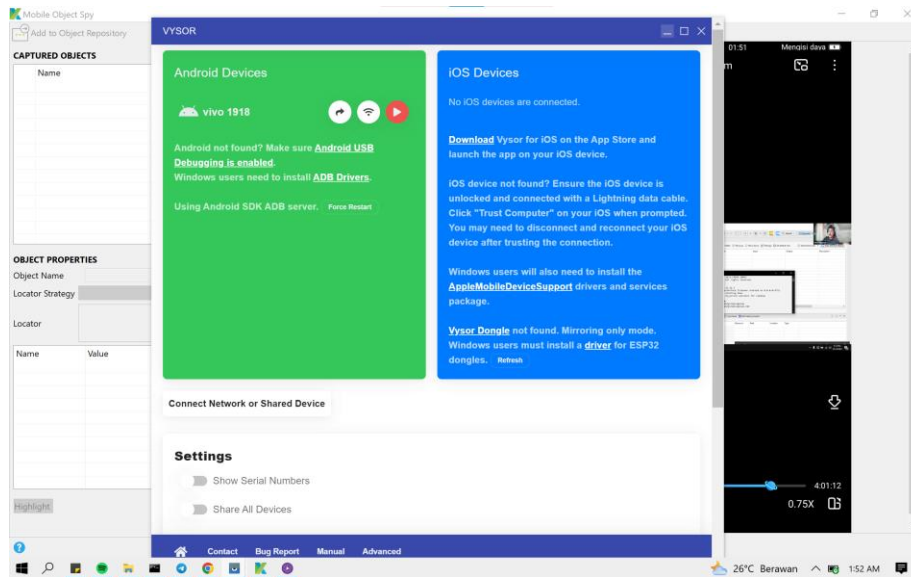 Mobile Object Spy
Add to Object Repository
CAPTURED OBJECTS
Name
OBJECT PROPERTIES
Object Name
Locator Strategy
Locator
Name Value
Highlight
VYSOR
Android Devices
vivo 1918
Android not found? Make sure Android USB
Debugging is enabled.
Windows users need to install ADB Drivers.
Using Android SDK ADB server. Force Restart
iOS Devices
No iOS devices are connected.
Download Vysor for iOS on the App Store and
launch the app on your iOS device.
iOS device not found? Ensure the iOS device is
unlocked and connected with a Lightning data cable.
Click "Trust Computer" on your iOS when prompted.
You may need to disconnect and reconnect your iOS
device after trusting the connection.
Windows users will also need to install the
AppleMobileDeviceSupport drivers and services
package.
Vysor Dongle not found. Mirroring only mode.
Windows users must install a driver for ESP32
dongles. Refresh
Connect Network or Shared Device
Settings
Show Serial Numbers
Share All Devices
Contact Bug Report Manual Advanced
01:51 Mengisi daya
m
4:01:12
0.75X
26°C Berawan 1:52 AM